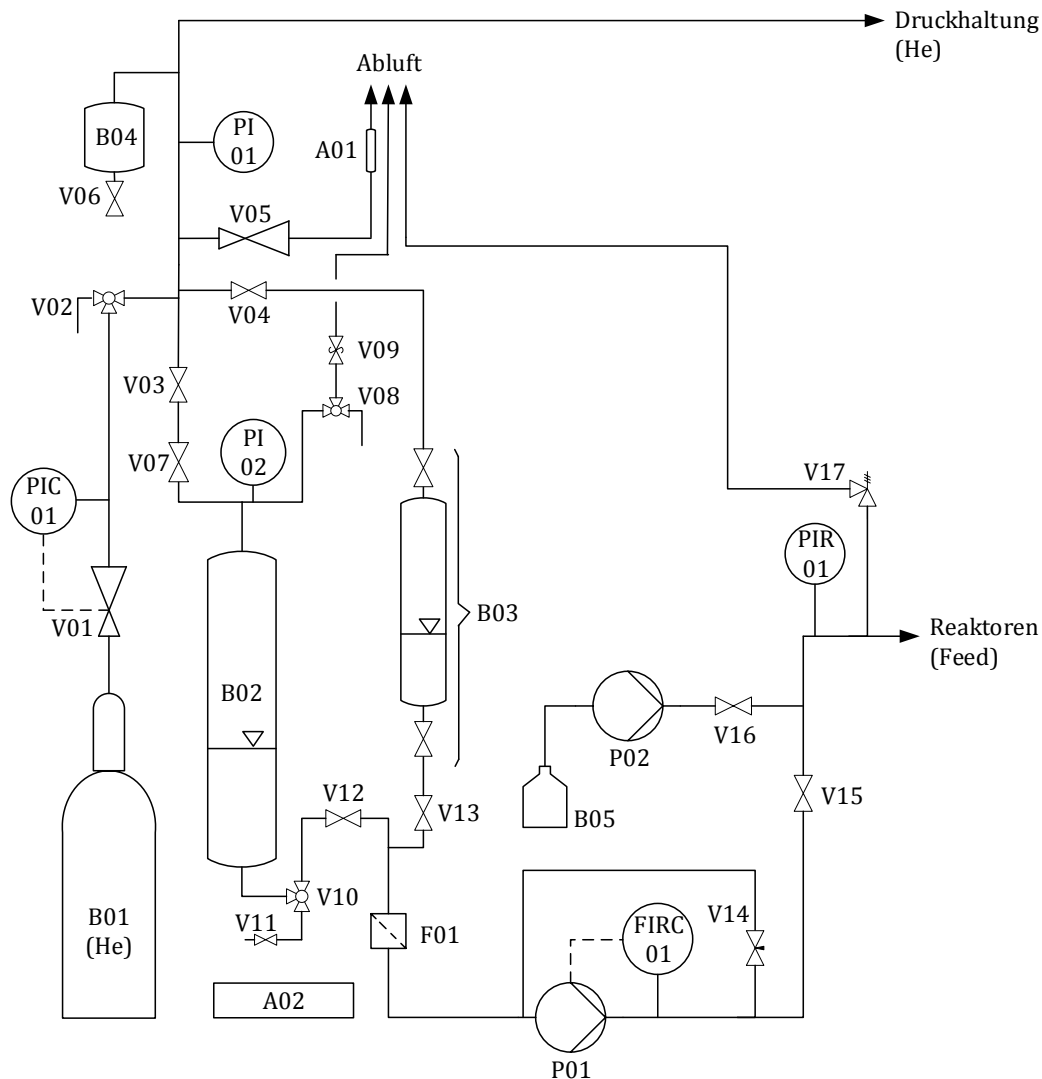 Druckhaltung
(He)
Abluft
B04
PI
01
A01
V06
V05
V02
V04
V09
V03
V08
PI
02
V07
PIC
01
V17
PIR
01
B03
V01
Reaktoren
(Feed)
B02
V16
P02
V12
V13
V15
B05
V10
V11
V14
B01
(He)
F01
FIRC
01
A02
P01